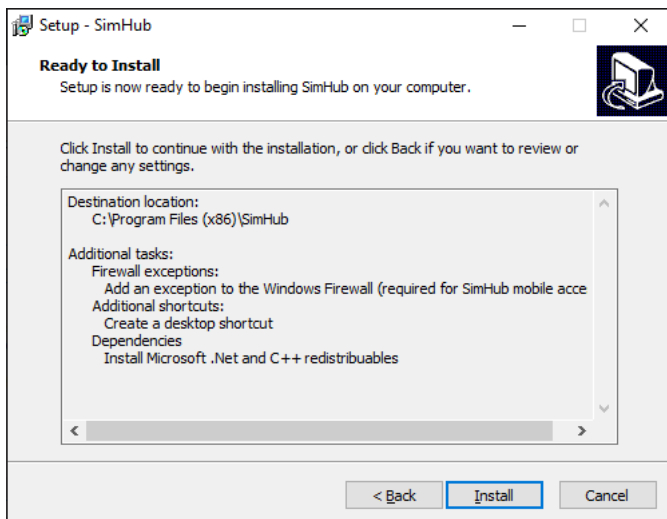 Setup - SimHub
Ready to Install
Setup is now ready to begin installing SimHub on your computer.
Click Install to continue with the installation, or click Back if you want to review or
change any settings.
Destination location:
C:\Program Files (x86)\SimHub
Additional tasks:
Firewall exceptions:
Add an exception to the Windows Firewall (required for SimHub mobile acce
Additional shortcuts:
Create a desktop shortcut
Dependencies
Install Microsoft .Net and C++ redistribuables
< Back
Install
Cancel